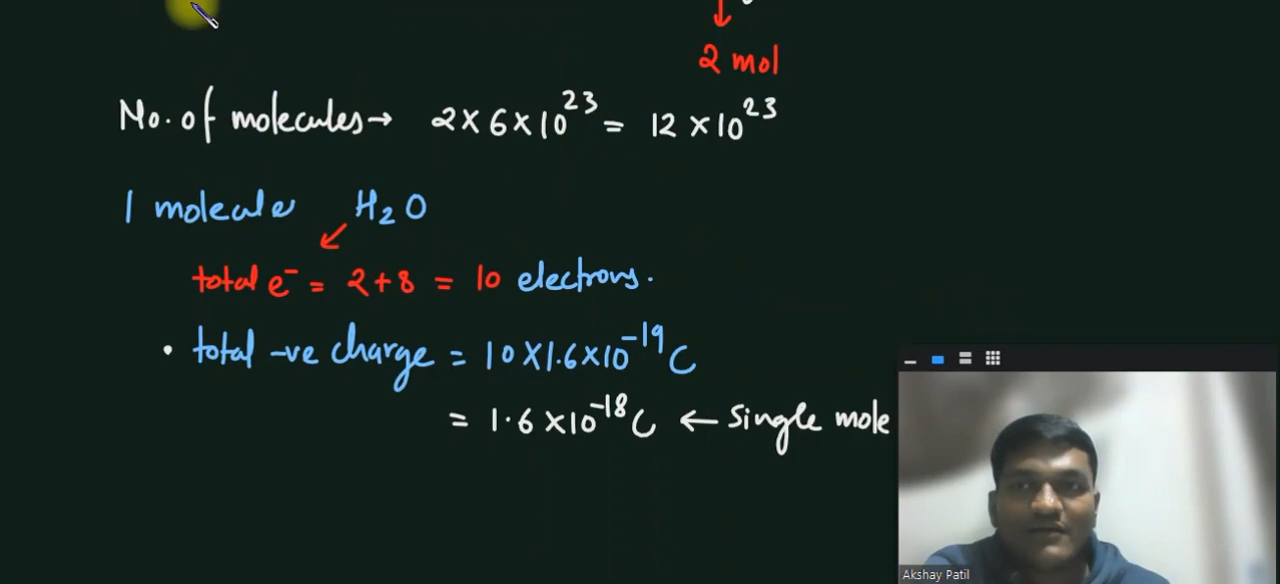 2 mol
No. of molecules → 2 × 6 × 10²³ = 12 × 10²³
1 molecule H₂O
total e⁻ = 2 + 8 = 10 electrons.
• total -ve charge = 10 × 1.6 × 10⁻¹⁹ C
= 1.6 × 10⁻¹⁸ C ← single mole
Akshay Patil